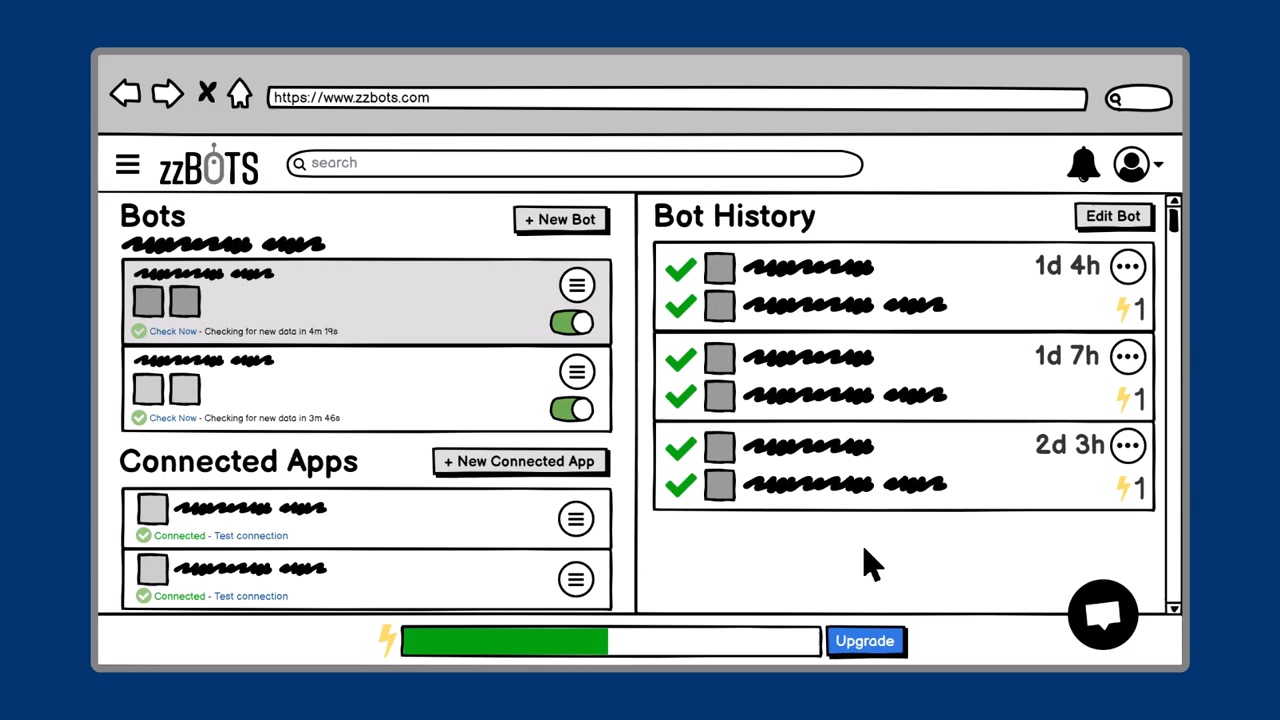 https://www.zzbots.com
zzBOTS
search
Bots
+ New Bot
Check Now - Checking for new data in 4m 19s
Check Now - Checking for new data in 3m 46s
Connected Apps
+ New Connected App
Connected - Test connection
Connected - Test connection
Bot History
Edit Bot
1d 4h
1
1d 7h
1
2d 3h
1
Upgrade